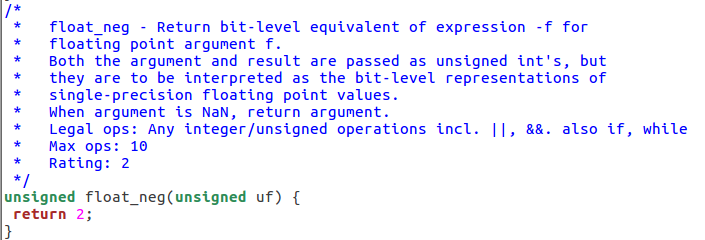 /*
 *   float_neg - Return bit-level equivalent of expression -f for
 *   floating point argument f.
 *   Both the argument and result are passed as unsigned int's, but
 *   they are to be interpreted as the bit-level representations of
 *   single-precision floating point values.
 *   When argument is NaN, return argument.
 *   Legal ops: Any integer/unsigned operations incl. ||, &&. also if, while
 *   Max ops: 10
 *   Rating: 2
 */
unsigned float_neg(unsigned uf) {
 return 2;
}